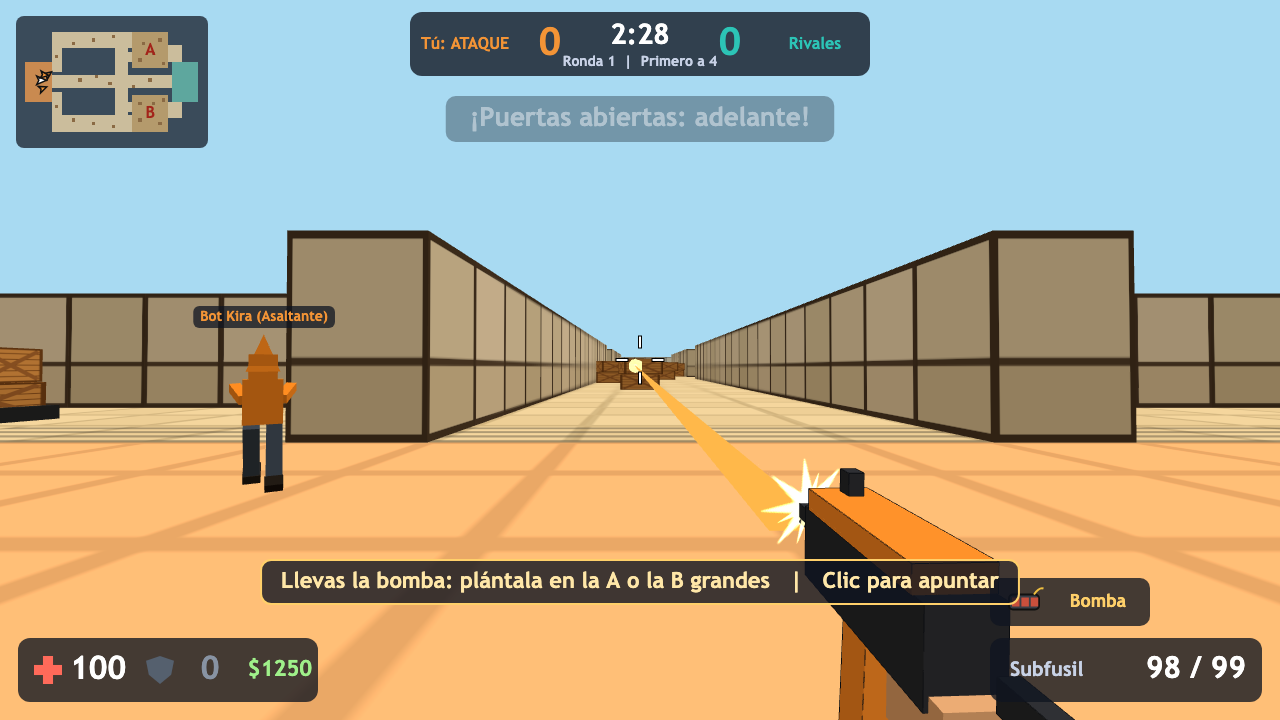 A
B
Tú: ATAQUE
0
2:28
0
Rivales
Ronda 1 | Primero a 4
¡Puertas abiertas: adelante!
Bot Kira (Asaltante)
Llevas la bomba: plántala en la A o la B grandes | Clic para apuntar
Bomba
100
0
$1250
Subfusil
98 / 99